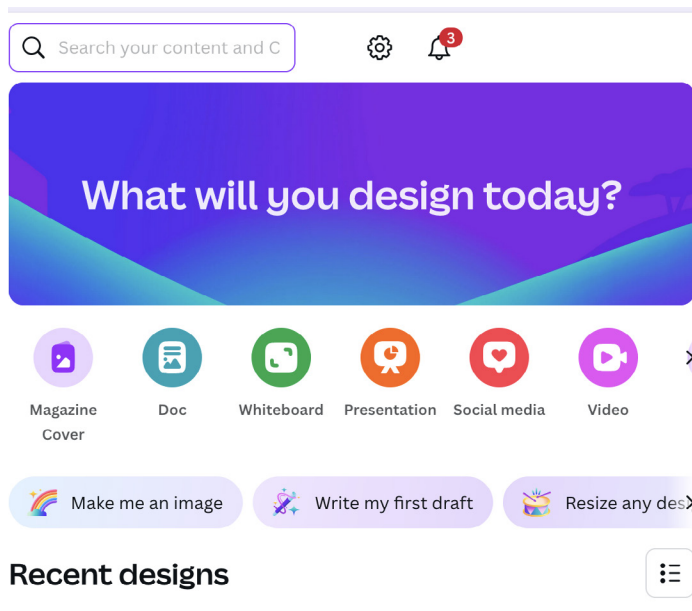 Search your content and C
3
What will you design today?
Magazine
Cover
Doc
Whiteboard
Presentation
Social media
Video
Make me an image
Write my first draft
Resize any des
Recent designs